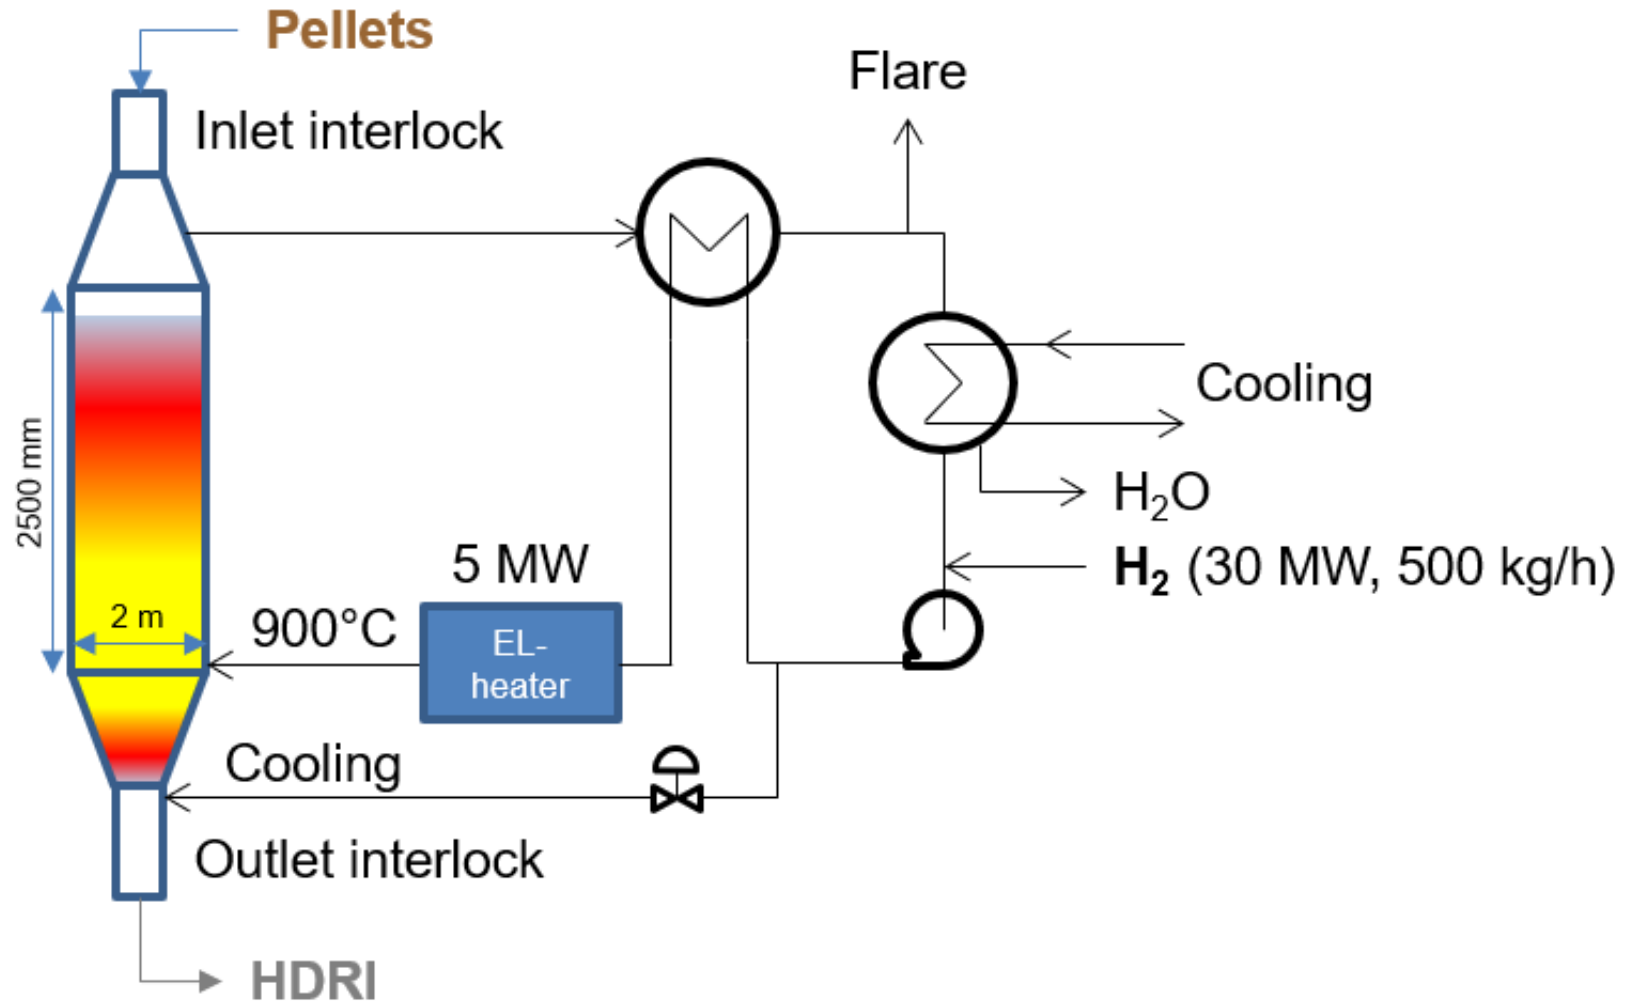 Pellets
Flare
Inlet interlock
Cooling
2500 mm
H₂O
5 MW
H₂ (30 MW, 500 kg/h)
2 m
900°C
EL-
heater
Cooling
Outlet interlock
HDRI